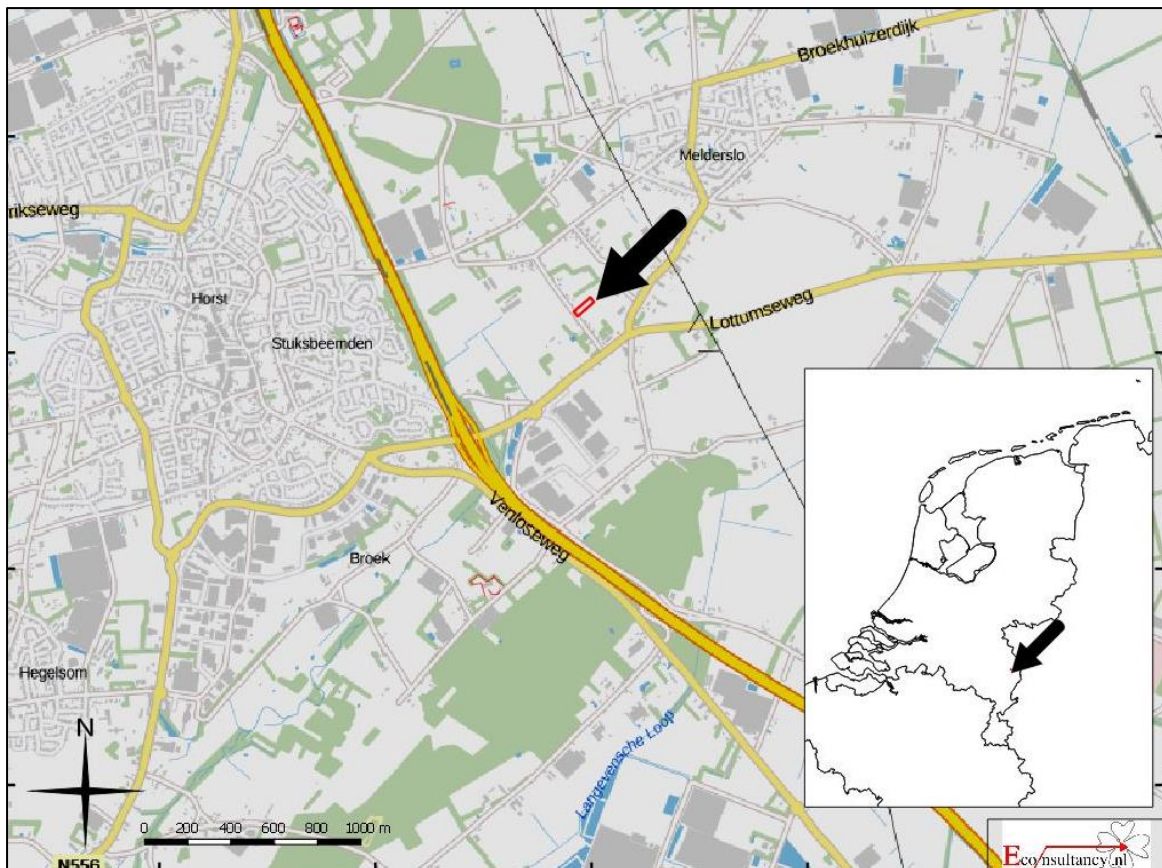 Broekhuizerdijk
Melderslo
rikseweg
Horst
Lottumseweg
Stuksbeemden
Venloseweg
Broek
Hegelsom
Langevensche Loop
N
0 200 400 600 800 1000 m
N556
Econsultancy.nl